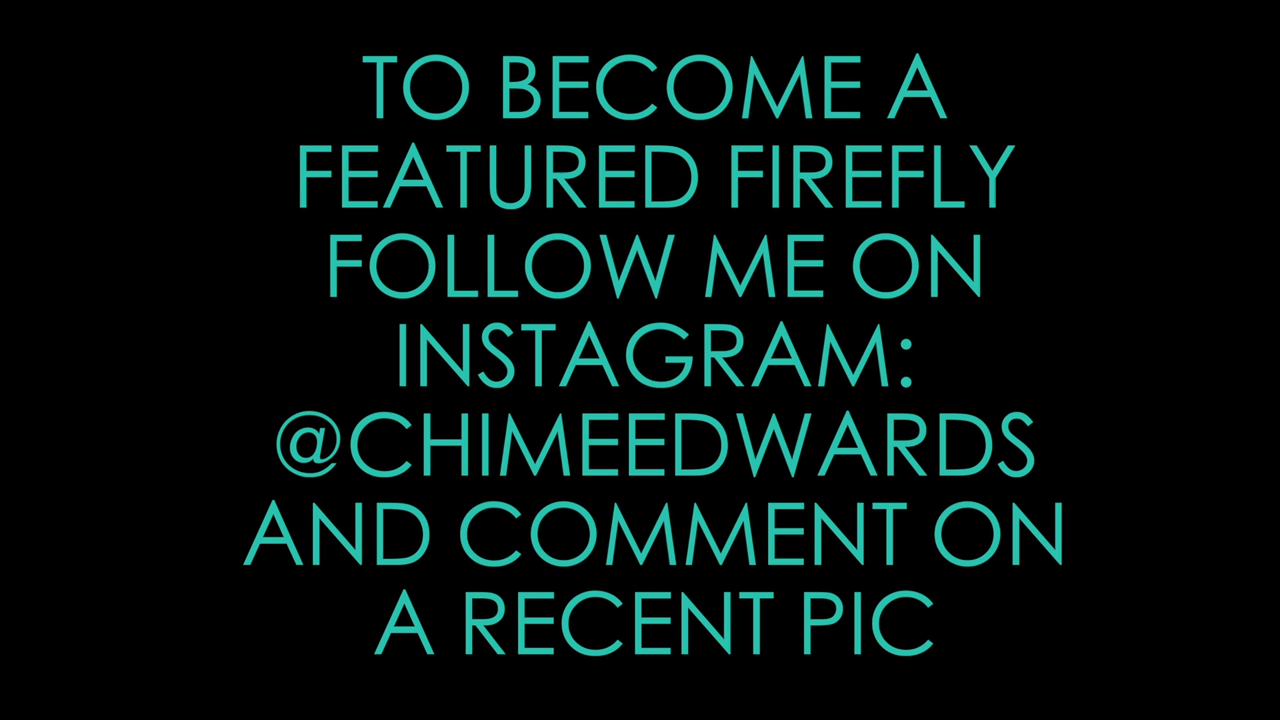 TO BECOME A
FEATURED FIREFLY
FOLLOW ME ON
INSTAGRAM:
@CHIMEEDWARDS
AND COMMENT ON
A RECENT PIC